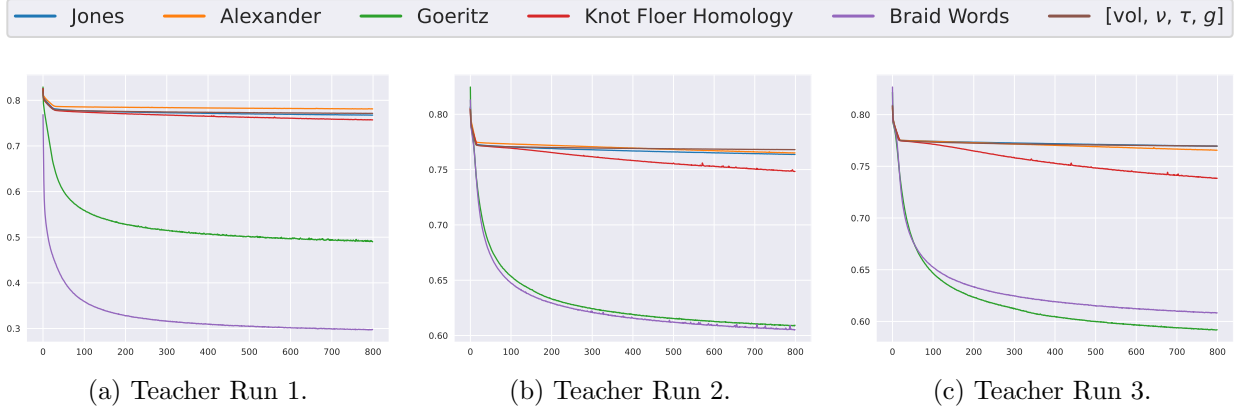 Jones Alexander Goeritz Knot Floer Homology Braid Words [vol, ν, τ, g]
0.8
0.7
0.6
0.5
0.4
0.3
0 100 200 300 400 500 600 700 800
(a) Teacher Run 1.
0.80
0.75
0.70
0.65
0.60
0 100 200 300 400 500 600 700 800
(b) Teacher Run 2.
0.80
0.75
0.70
0.65
0.60
0 100 200 300 400 500 600 700 800
(c) Teacher Run 3.